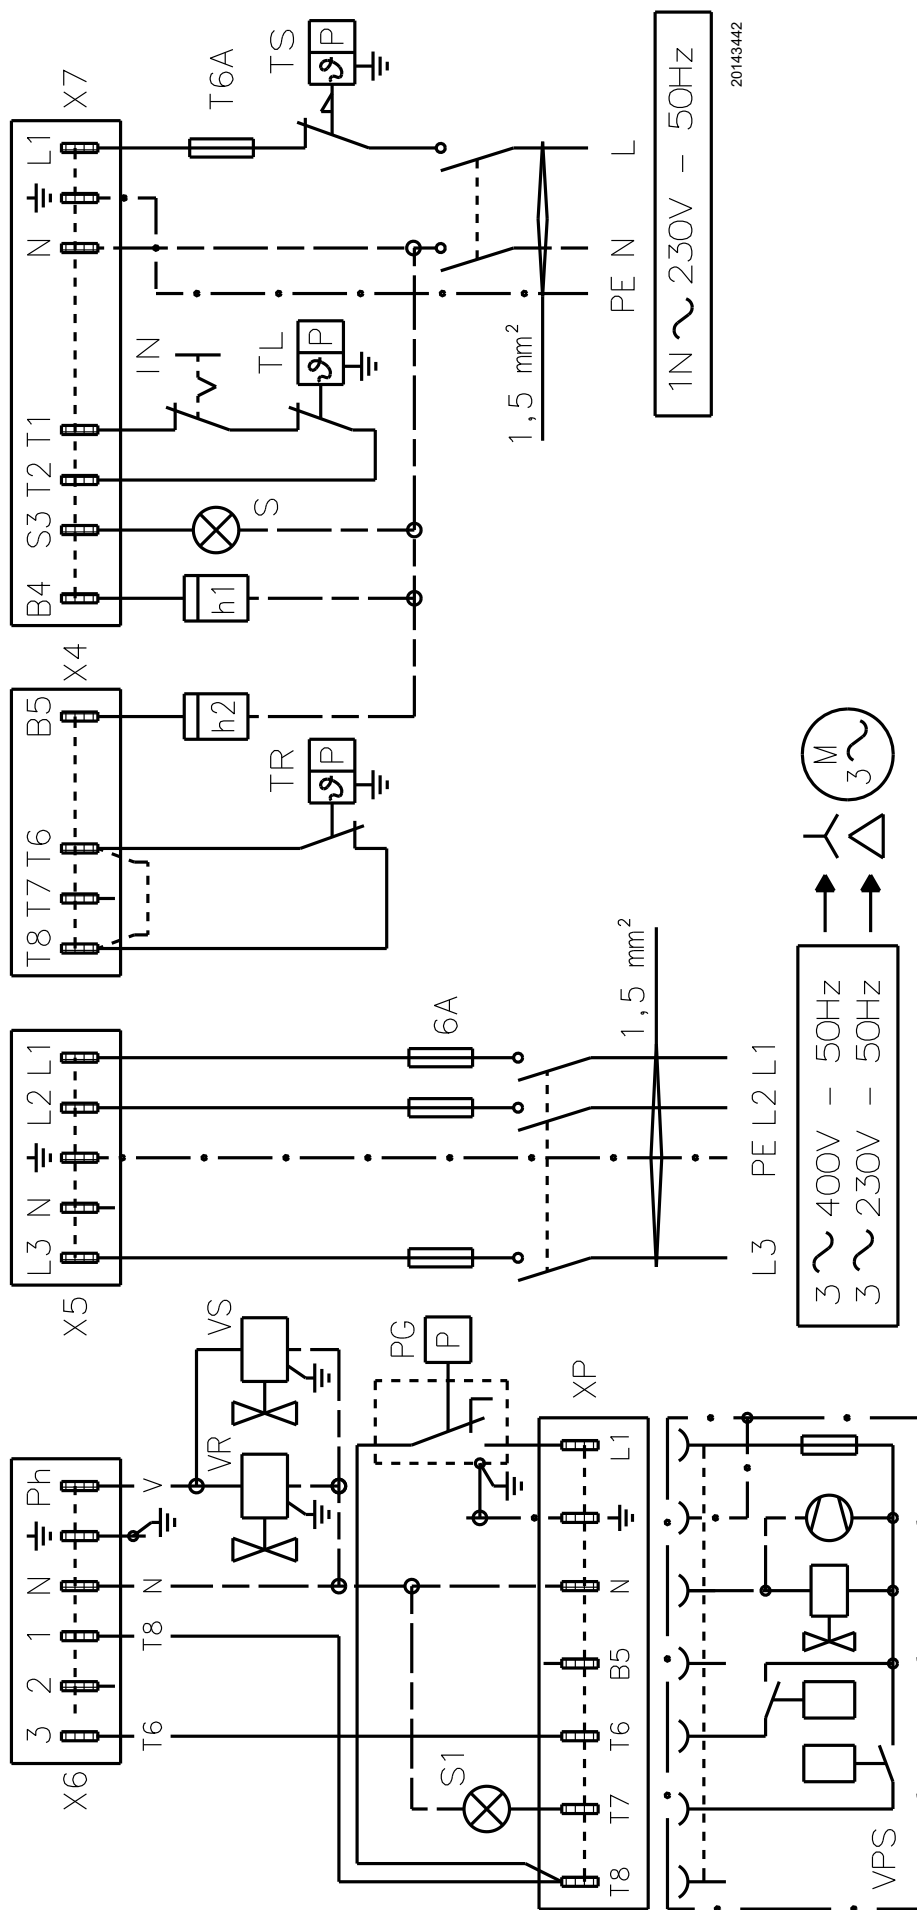 X7
L1
N
T1
T2
S3
B4
T6A
TS
P
IN
TL
P
S
h1
1,5 mm²
L
N
PE
1N ~ 230V - 50Hz
20143442
X4
B5
T6
T7
T8
h2
TR
P
X5
L1
L2
N
L3
6A
1,5 mm²
L1
L2
PE
L3
3 ~ 400V - 50Hz
3 ~ 230V - 50Hz
M
3 ~
X6
Ph
N
1
2
3
V
N
T8
T6
VS
VR
PG
P
S1
XP
L1
N
B5
T6
T7
T8
VPS